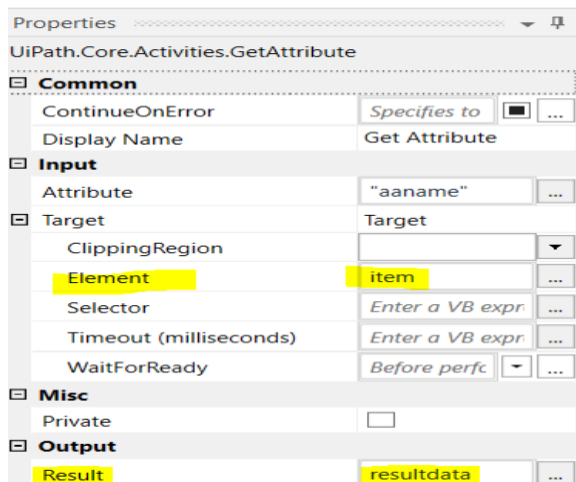 Properties
UiPath.Core.Activities.GetAttribute
Common
ContinueOnError Specifies to ...
Display Name Get Attribute
Input
Attribute "aaname" ...
Target Target
ClippingRegion
Element item ...
Selector Enter a VB expr ...
Timeout (milliseconds) Enter a VB expr ...
WaitForReady Before perfc ...
Misc
Private
Output
Result resultdata ...